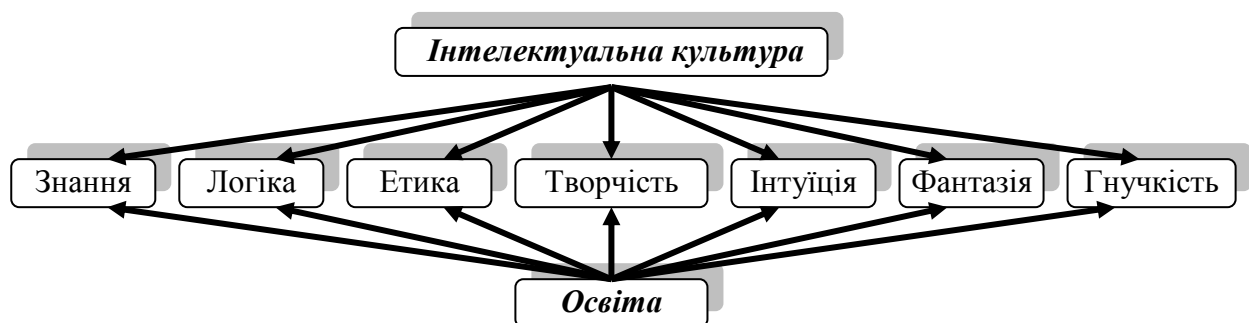 Інтелектуальна культура
Знання Логіка Етика Творчість Інтуїція Фантазія Гнучкість
Освіта